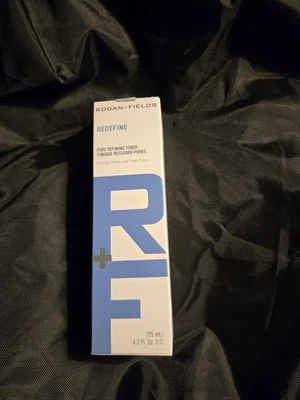 RODAN+FIELDS
REDEFINE
PORE REFINING TONER
TONIQUE RESSERRE-PORES
R
+
F
125 mL/
4.2 Fl. Oz. U.S.